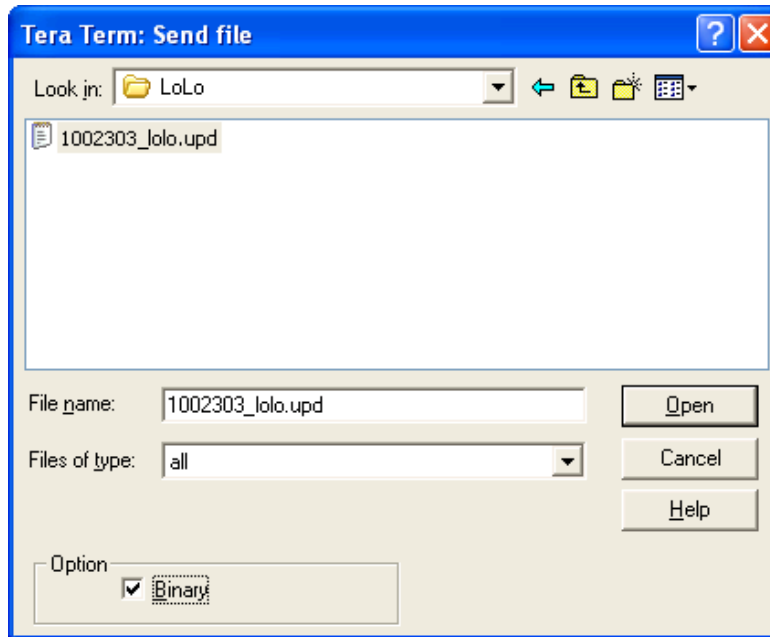 Tera Term: Send file
Look in: LoLo
1002303_lolo.upd
File name: 1002303_lolo.upd Open
Files of type: all Cancel
Help
Option
Binary